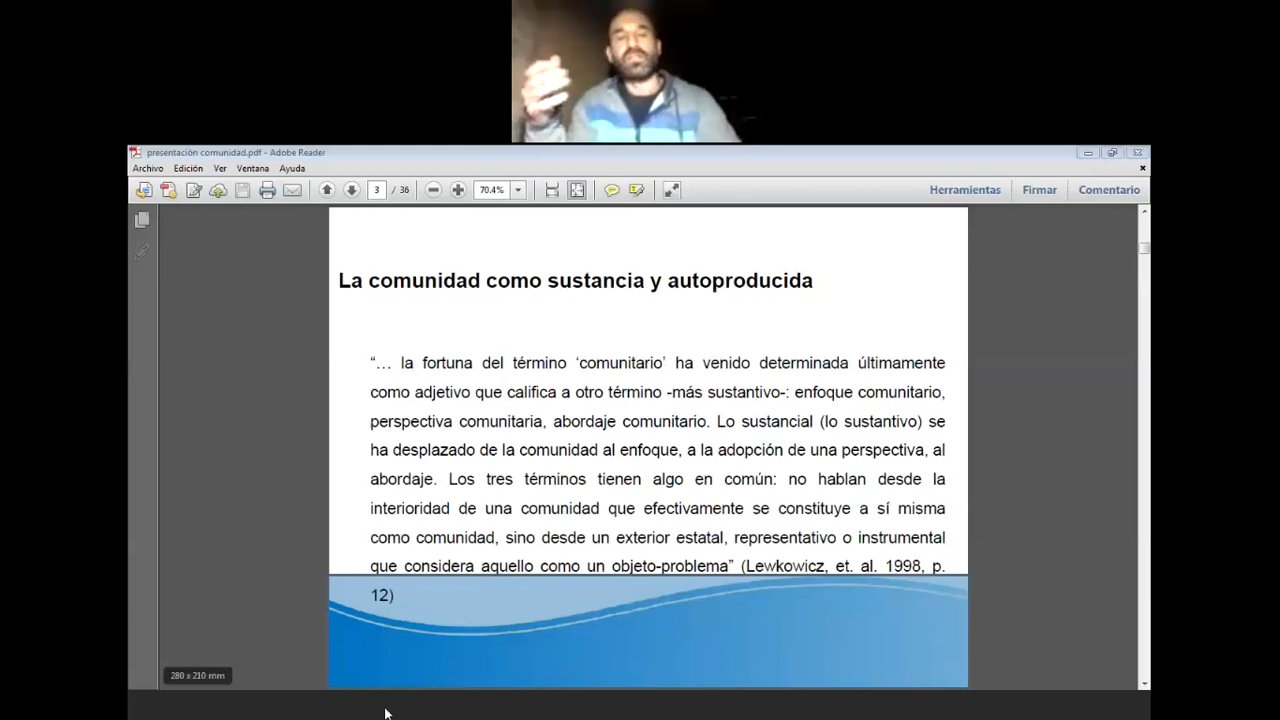 presentación comunidad.pdf - Adobe Reader
Archivo Edición Ver Ventana Ayuda
3 / 36 70.4% Herramientas Firmar Comentario
La comunidad como sustancia y autoproducida
“… la fortuna del término ‘comunitario’ ha venido determinada últimamente
como adjetivo que califica a otro término -más sustantivo-: enfoque comunitario,
perspectiva comunitaria, abordaje comunitario. Lo sustancial (lo sustantivo) se
ha desplazado de la comunidad al enfoque, a la adopción de una perspectiva, al
abordaje. Los tres términos tienen algo en común: no hablan desde la
interioridad de una comunidad que efectivamente se constituye a sí misma
como comunidad, sino desde un exterior estatal, representativo o instrumental
que considera aquello como un objeto-problema” (Lewkowicz, et. al. 1998, p.
12)
280 x 210 mm